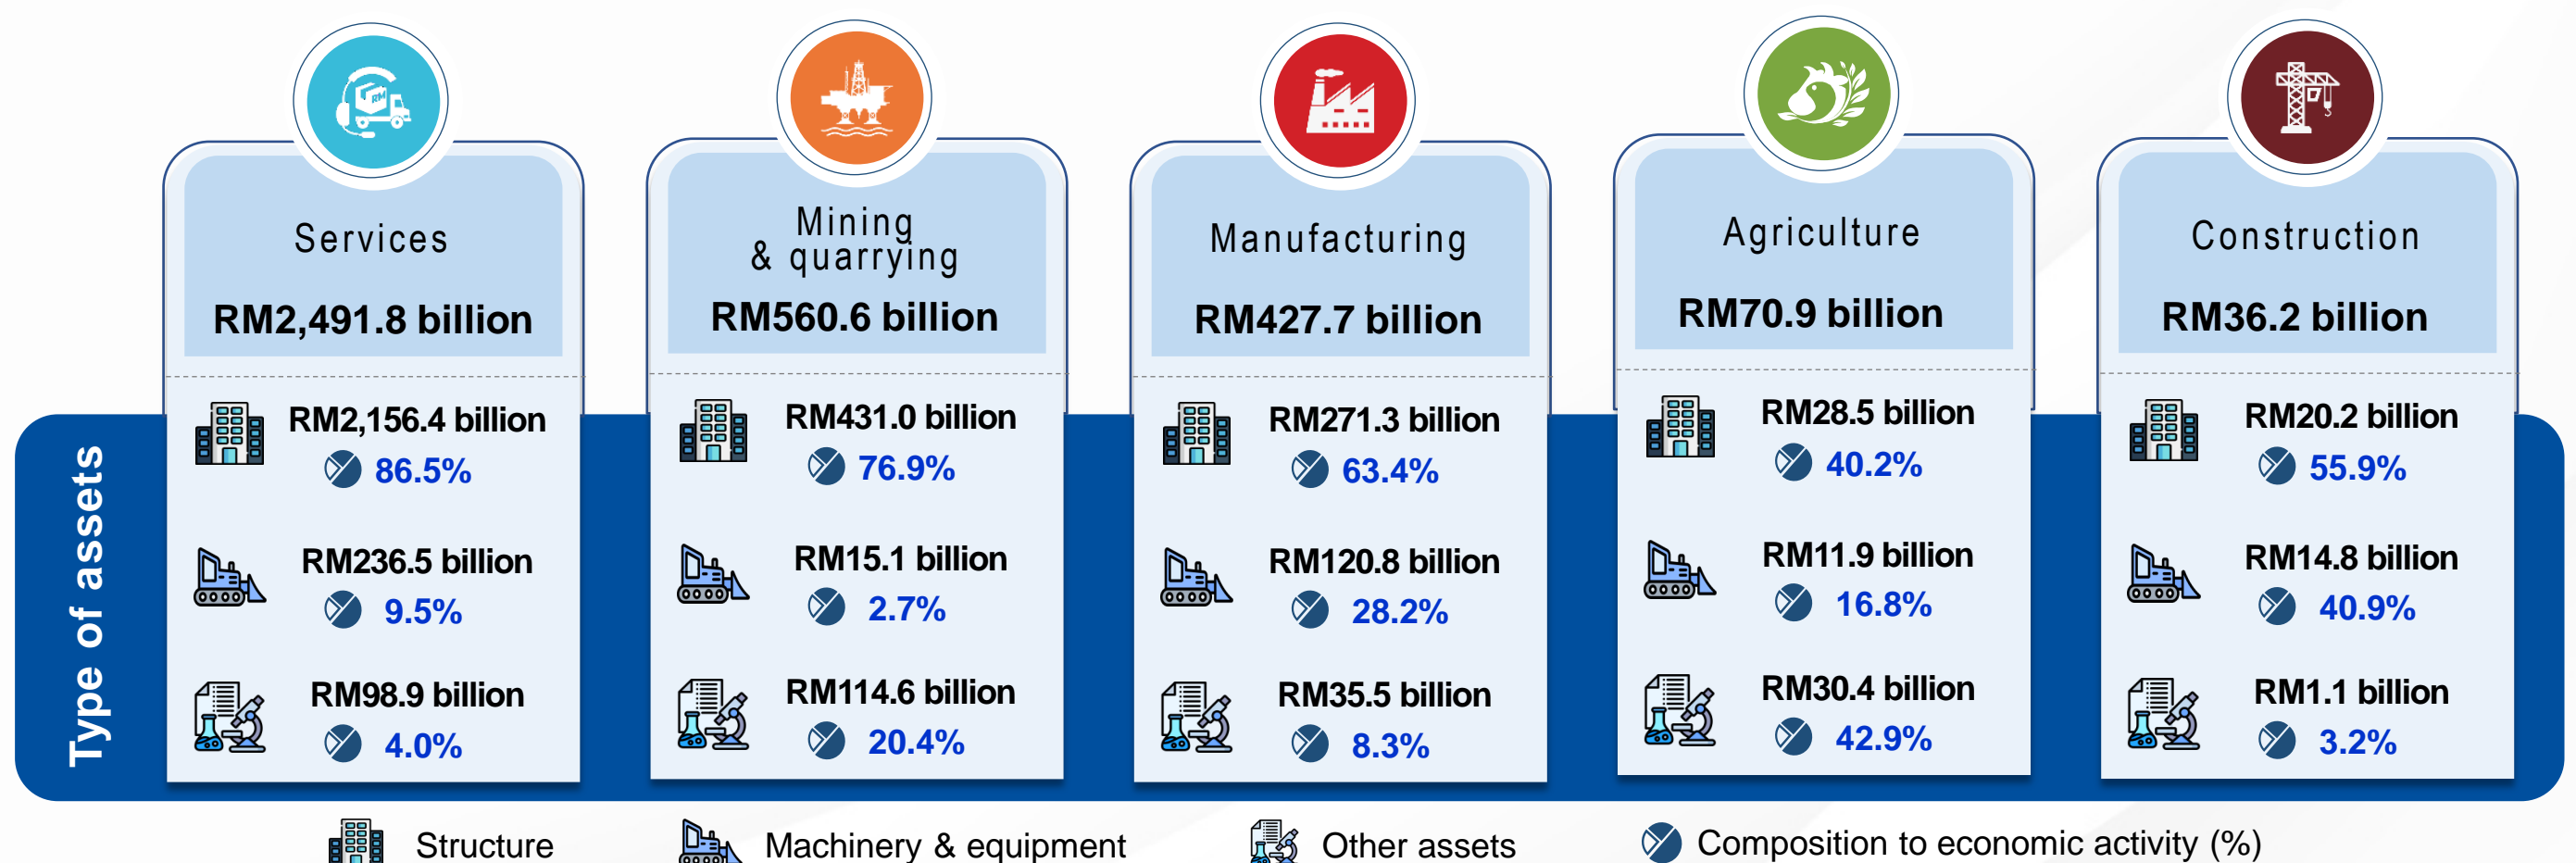 RM
Services
RM2,491.8 billion
Mining
& quarrying
RM560.6 billion
Manufacturing
RM427.7 billion
Agriculture
RM70.9 billion
Construction
RM36.2 billion
Type of assets
RM2,156.4 billion
86.5%
RM236.5 billion
9.5%
RM98.9 billion
4.0%
RM431.0 billion
76.9%
RM15.1 billion
2.7%
RM114.6 billion
20.4%
RM271.3 billion
63.4%
RM120.8 billion
28.2%
RM35.5 billion
8.3%
RM28.5 billion
40.2%
RM11.9 billion
16.8%
RM30.4 billion
42.9%
RM20.2 billion
55.9%
RM14.8 billion
40.9%
RM1.1 billion
3.2%
Structure
Machinery & equipment
Other assets
Composition to economic activity (%)